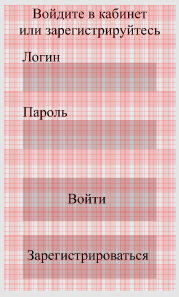 Войдите в кабинет
или зарегистрируйтесь
Логин
Пароль
Войти
Зарегистрироваться